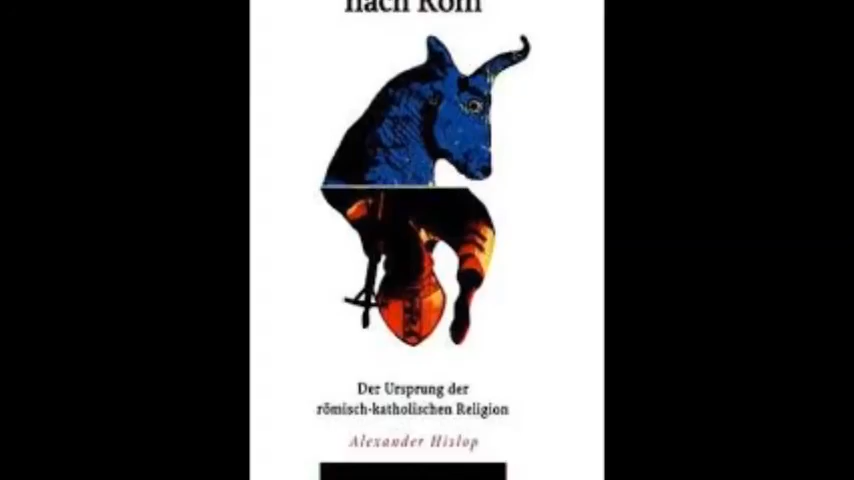 nach Rom
Der Ursprung der
römisch-katholischen Religion
Alexander Hislop